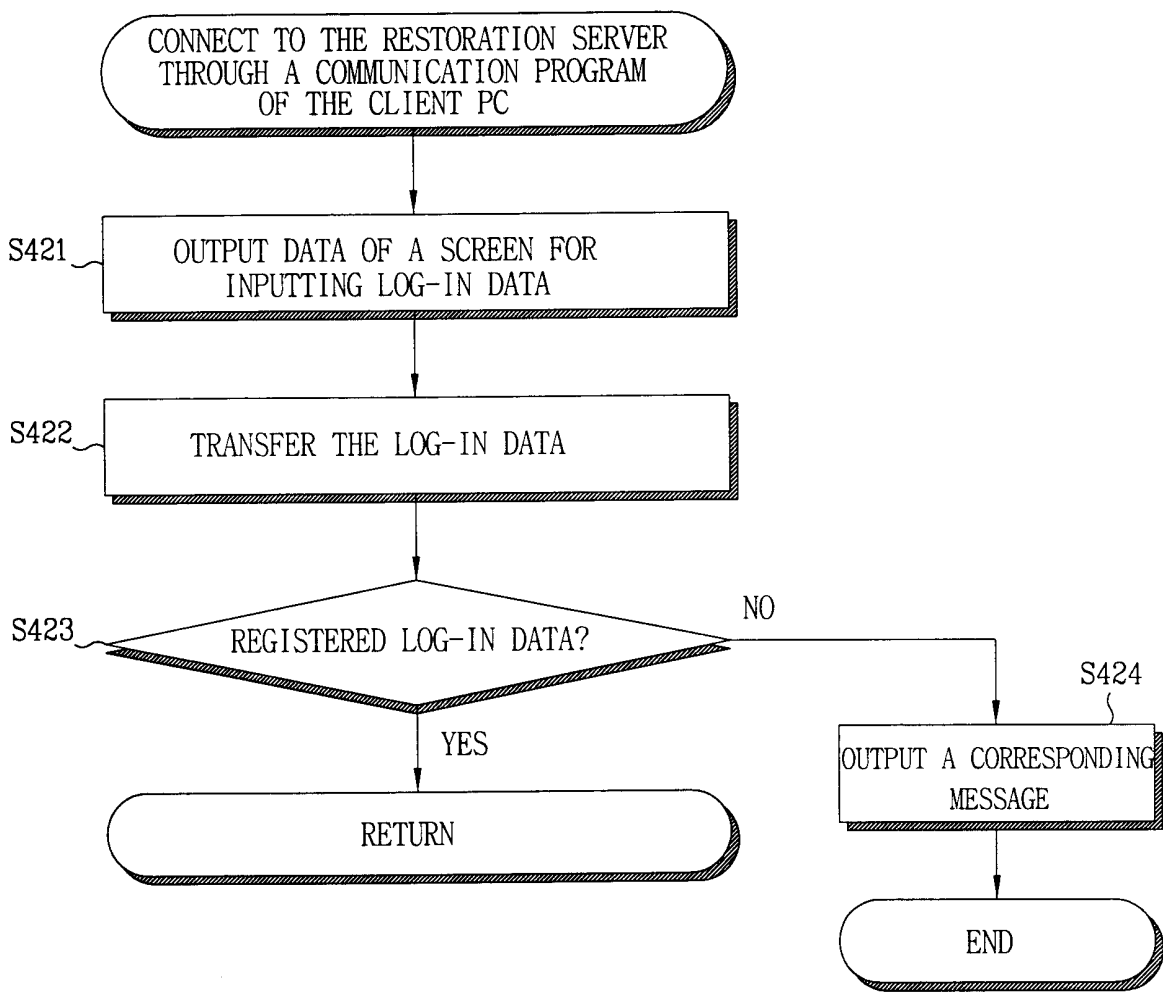 CONNECT TO THE RESTORATION SERVER
THROUGH A COMMUNICATION PROGRAM
OF THE CLIENT PC
S421
OUTPUT DATA OF A SCREEN FOR
INPUTTING LOG-IN DATA
S422
TRANSFER THE LOG-IN DATA
S423
REGISTERED LOG-IN DATA?
NO
YES
S424
OUTPUT A CORRESPONDING
MESSAGE
RETURN
END